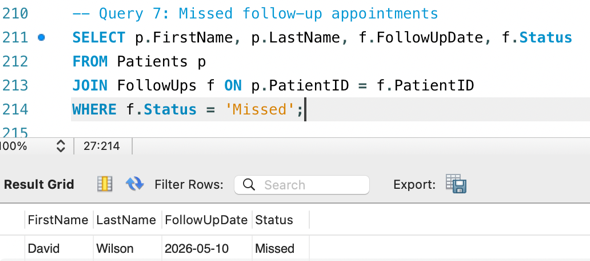 210 -- Query 7: Missed follow-up appointments
211 SELECT p.FirstName, p.LastName, f.FollowUpDate, f.Status
212 FROM Patients p
213 JOIN FollowUps f ON p.PatientID = f.PatientID
214 WHERE f.Status = 'Missed';
215
100% 27:214
Result Grid Filter Rows: Search Export:
FirstName LastName FollowUpDate Status
David Wilson 2026-05-10 Missed